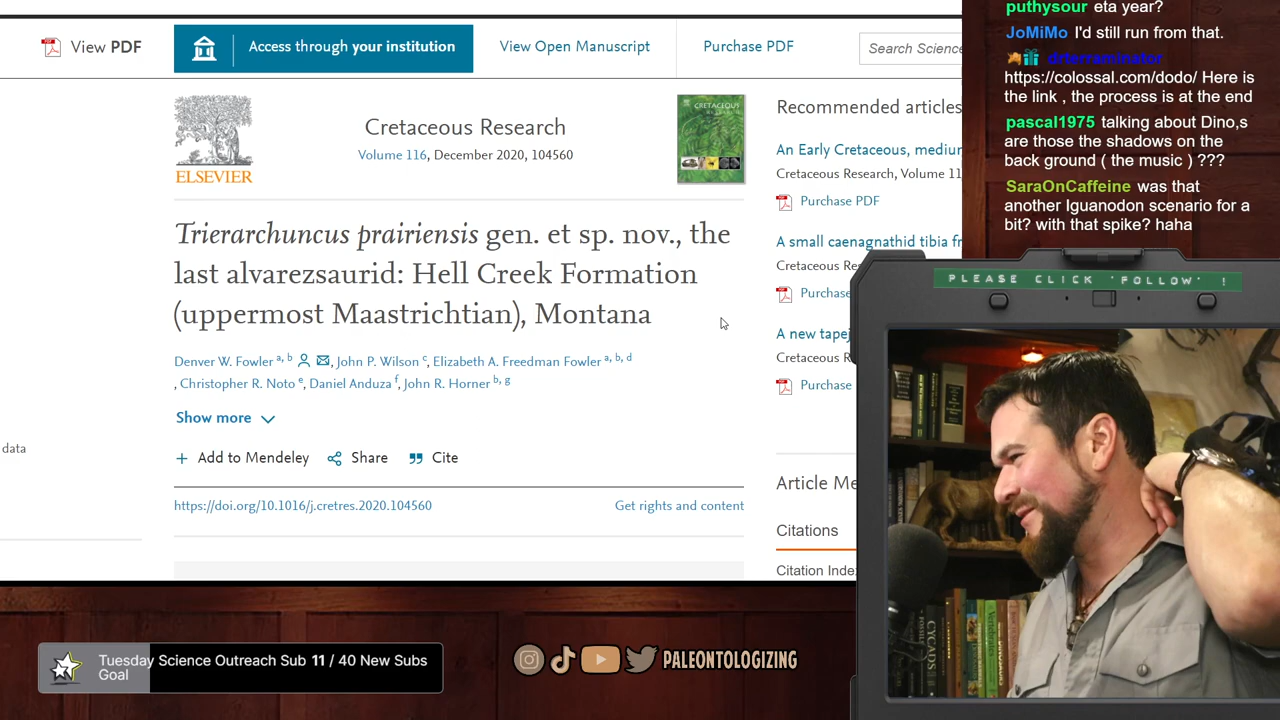 View PDF
Access through your institution
View Open Manuscript
Purchase PDF
Search Science
ELSEVIER
Cretaceous Research
Volume 116, December 2020, 104560
CRETACEOUS
Trierarchuncus prairiensis gen. et sp. nov., the
last alvarezsaurid: Hell Creek Formation
(uppermost Maastrichtian), Montana
Denver W. Fowler a, b, John P. Wilson c, Elizabeth A. Freedman Fowler a, b, d
, Christopher R. Noto e, Daniel Anduza f, John R. Horner b, g
Show more
data
+ Add to Mendeley
Share
Cite
https://doi.org/10.1016/j.cretres.2020.104560
Get rights and content
Recommended articles
An Early Cretaceous, medium
Cretaceous Research, Volume 11
Purchase PDF
A small caenagnathid tibia fr
Cretaceous Re
Purchase
A new tapej
Cretaceous Re
Purchase
Article Me
Citations
Citation Inde
puthysour eta year?
JoMiMo I'd still run from that.
drterraminator
https://colossal.com/dodo/ Here is
the link , the process is at the end
pascal1975 talking about Dino,s
are those the shadows on the
back ground ( the music ) ???
SaraOnCaffeine was that
another Iguanodon scenario for a
bit? with that spike? haha
PLEASE CLICK 'FOLLOW' !
CYCADS
Vertebrates
Tuesday Science Outreach Sub 11 / 40 New Subs
Goal
PALEONTOLOGIZING